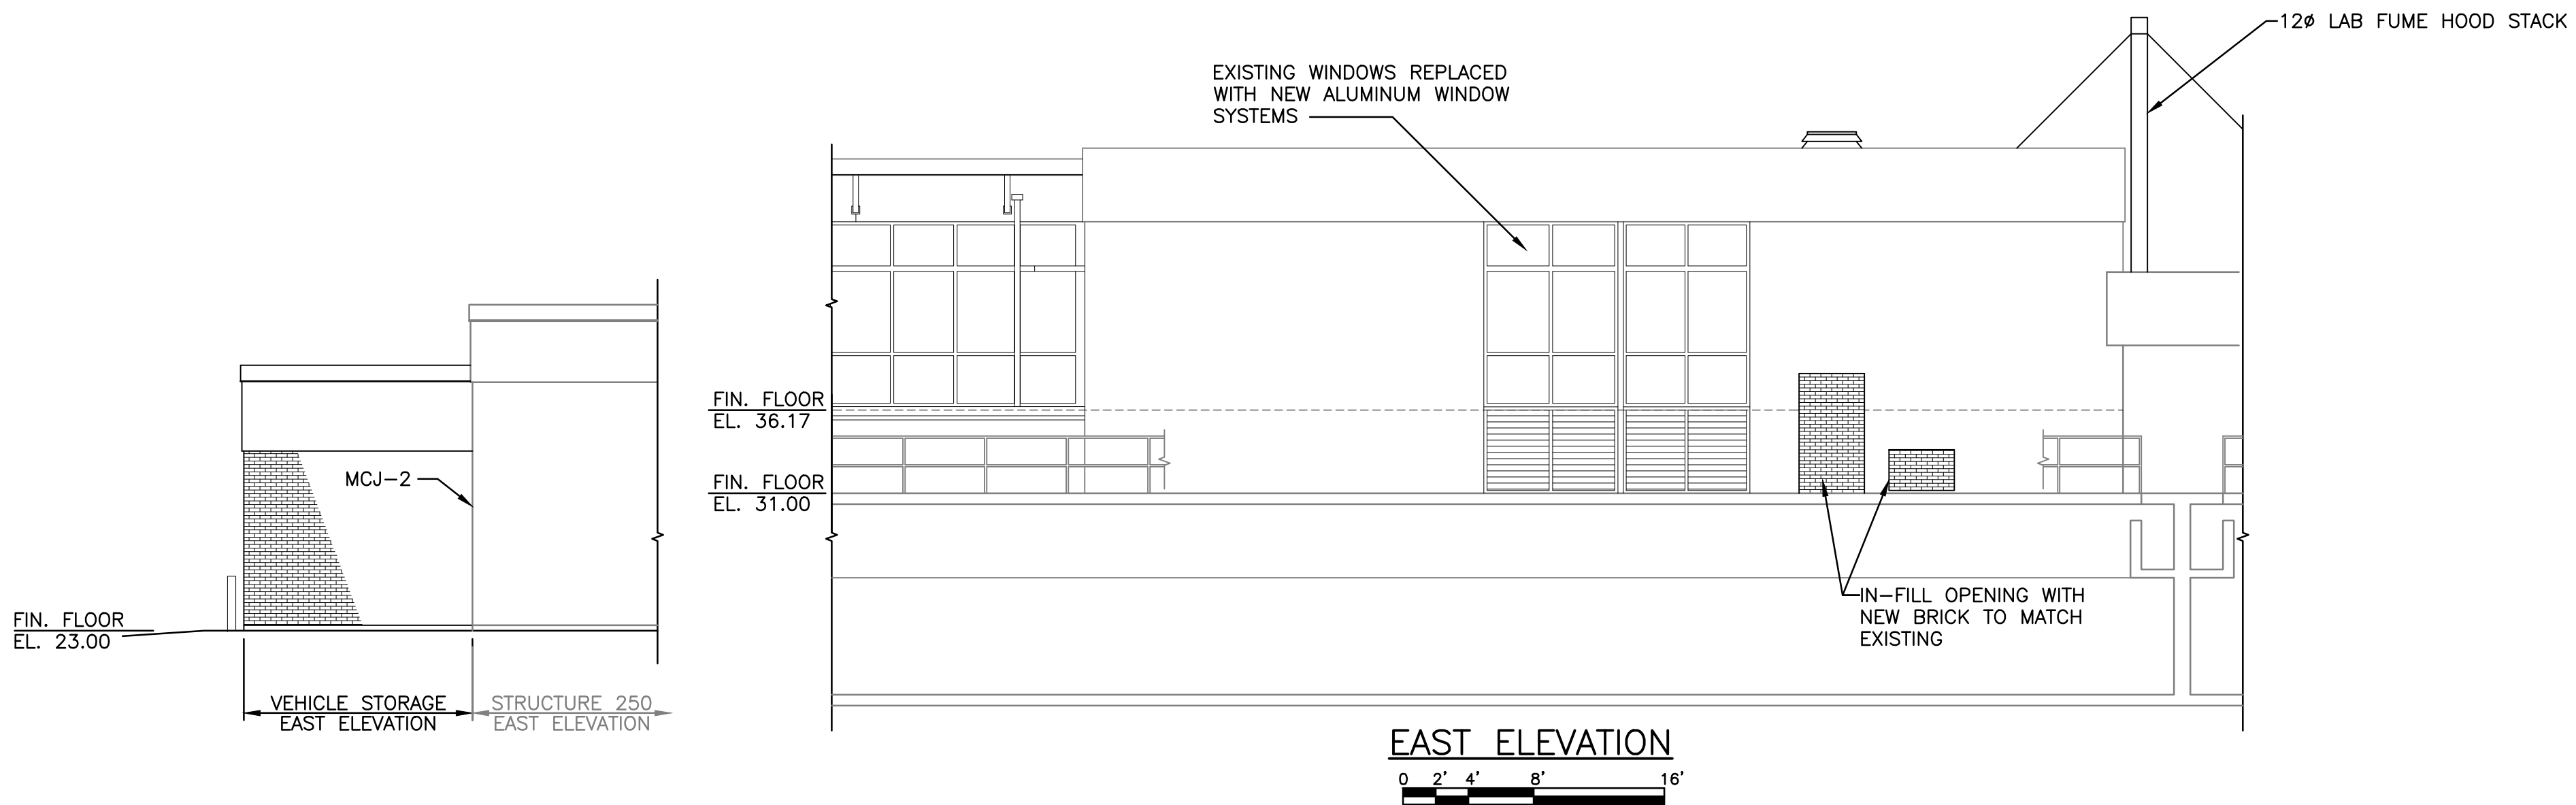 12ø LAB FUME HOOD STACK
EXISTING WINDOWS REPLACED
WITH NEW ALUMINUM WINDOW
SYSTEMS
FIN. FLOOR
EL. 36.17
MCJ-2
FIN. FLOOR
EL. 31.00
IN-FILL OPENING WITH
NEW BRICK TO MATCH
EXISTING
FIN. FLOOR
EL. 23.00
VEHICLE STORAGE
EAST ELEVATION
STRUCTURE 250
EAST ELEVATION
EAST ELEVATION
0 2' 4' 8' 16'